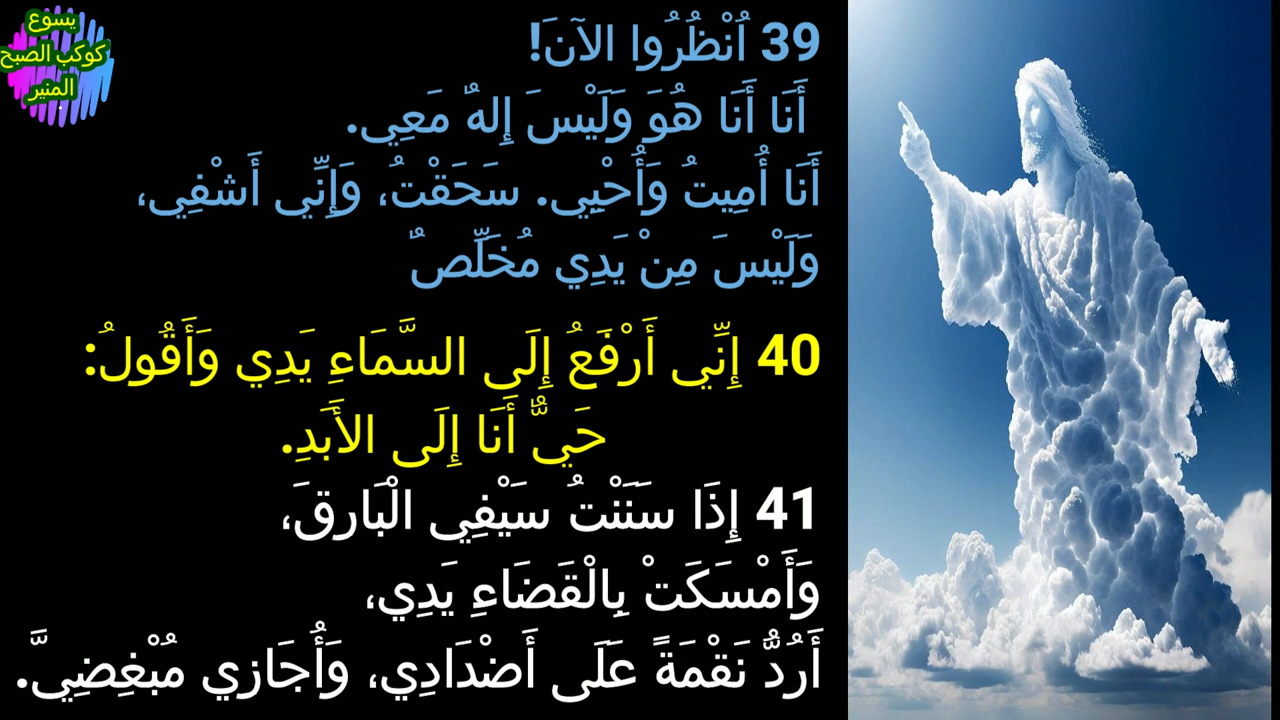 يسوع
كوكب الصبح
المنير
39 اُنْظُرُوا الآنَ!
أَنَا أَنَا هُوَ وَلَيْسَ إِلهٌ مَعِي.
أَنَا أُمِيتُ وَأُحْيِي. سَحَقْتُ، وَإِنِّي أَشْفِي،
وَلَيْسَ مِنْ يَدِي مُخَلِّصٌ
40 إِنِّي أَرْفَعُ إِلَى السَّمَاءِ يَدِي وَأَقُولُ:
حَيٌّ أَنَا إِلَى الأَبَدِ.
41 إِذَا سَنَنْتُ سَيْفِي الْبَارِقَ،
وَأَمْسَكَتْ بِالْقَضَاءِ يَدِي،
أَرُدُّ نَقْمَةً عَلَى أَضْدَادِي، وَأُجَازِي مُبْغِضِيَّ.